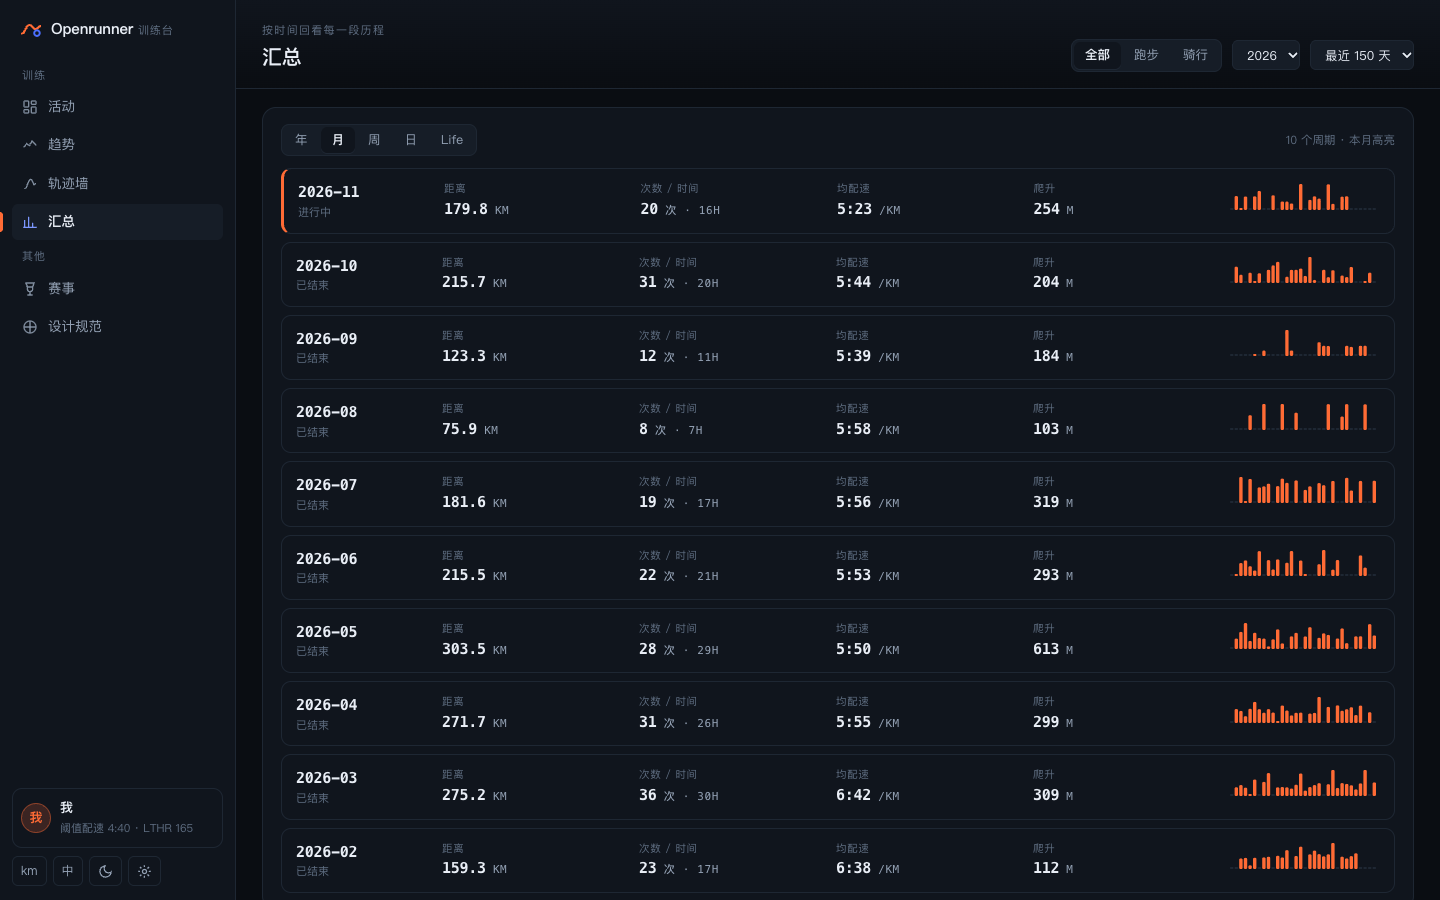 Openrunner 训练台
训练
活动
趋势
轨迹墙
汇总
其他
赛事
设计规范
我
我
阈值配速 4:40 · LTHR 165
km
中
按时间回看每一段历程
汇总
全部 跑步 骑行 2026 最近 150 天
年 月 周 日 Life
10 个周期 · 本月高亮
2026-11 距离 次数 / 时间 均配速 爬升
进行中 179.8 KM 20 次 · 16H 5:23 /KM 254 M
2026-10 距离 次数 / 时间 均配速 爬升
已结束 215.7 KM 31 次 · 20H 5:44 /KM 204 M
2026-09 距离 次数 / 时间 均配速 爬升
已结束 123.3 KM 12 次 · 11H 5:39 /KM 184 M
2026-08 距离 次数 / 时间 均配速 爬升
已结束 75.9 KM 8 次 · 7H 5:58 /KM 103 M
2026-07 距离 次数 / 时间 均配速 爬升
已结束 181.6 KM 19 次 · 17H 5:56 /KM 319 M
2026-06 距离 次数 / 时间 均配速 爬升
已结束 215.5 KM 22 次 · 21H 5:53 /KM 293 M
2026-05 距离 次数 / 时间 均配速 爬升
已结束 303.5 KM 28 次 · 29H 5:50 /KM 613 M
2026-04 距离 次数 / 时间 均配速 爬升
已结束 271.7 KM 31 次 · 26H 5:55 /KM 299 M
2026-03 距离 次数 / 时间 均配速 爬升
已结束 275.2 KM 36 次 · 30H 6:42 /KM 309 M
2026-02 距离 次数 / 时间 均配速 爬升
已结束 159.3 KM 23 次 · 17H 6:38 /KM 112 M